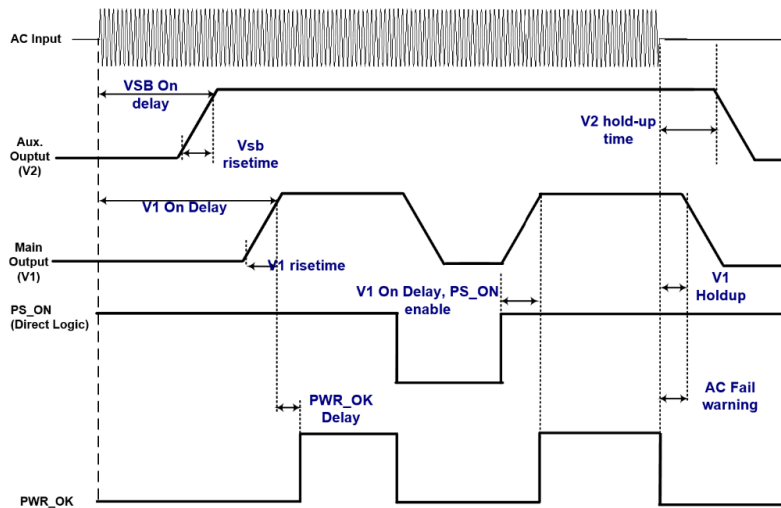 AC Input
VSB On
delay
Aux.
Ouptut
(V2)
Vsb
risetime
V2 hold-up
time
V1 On Delay
Main
Output
(V1)
V1 risetime
V1 On Delay, PS_ON
enable
V1
Holdup
PS_ON
(Direct Logic)
PWR_OK
Delay
AC Fail
warning
PWR_OK